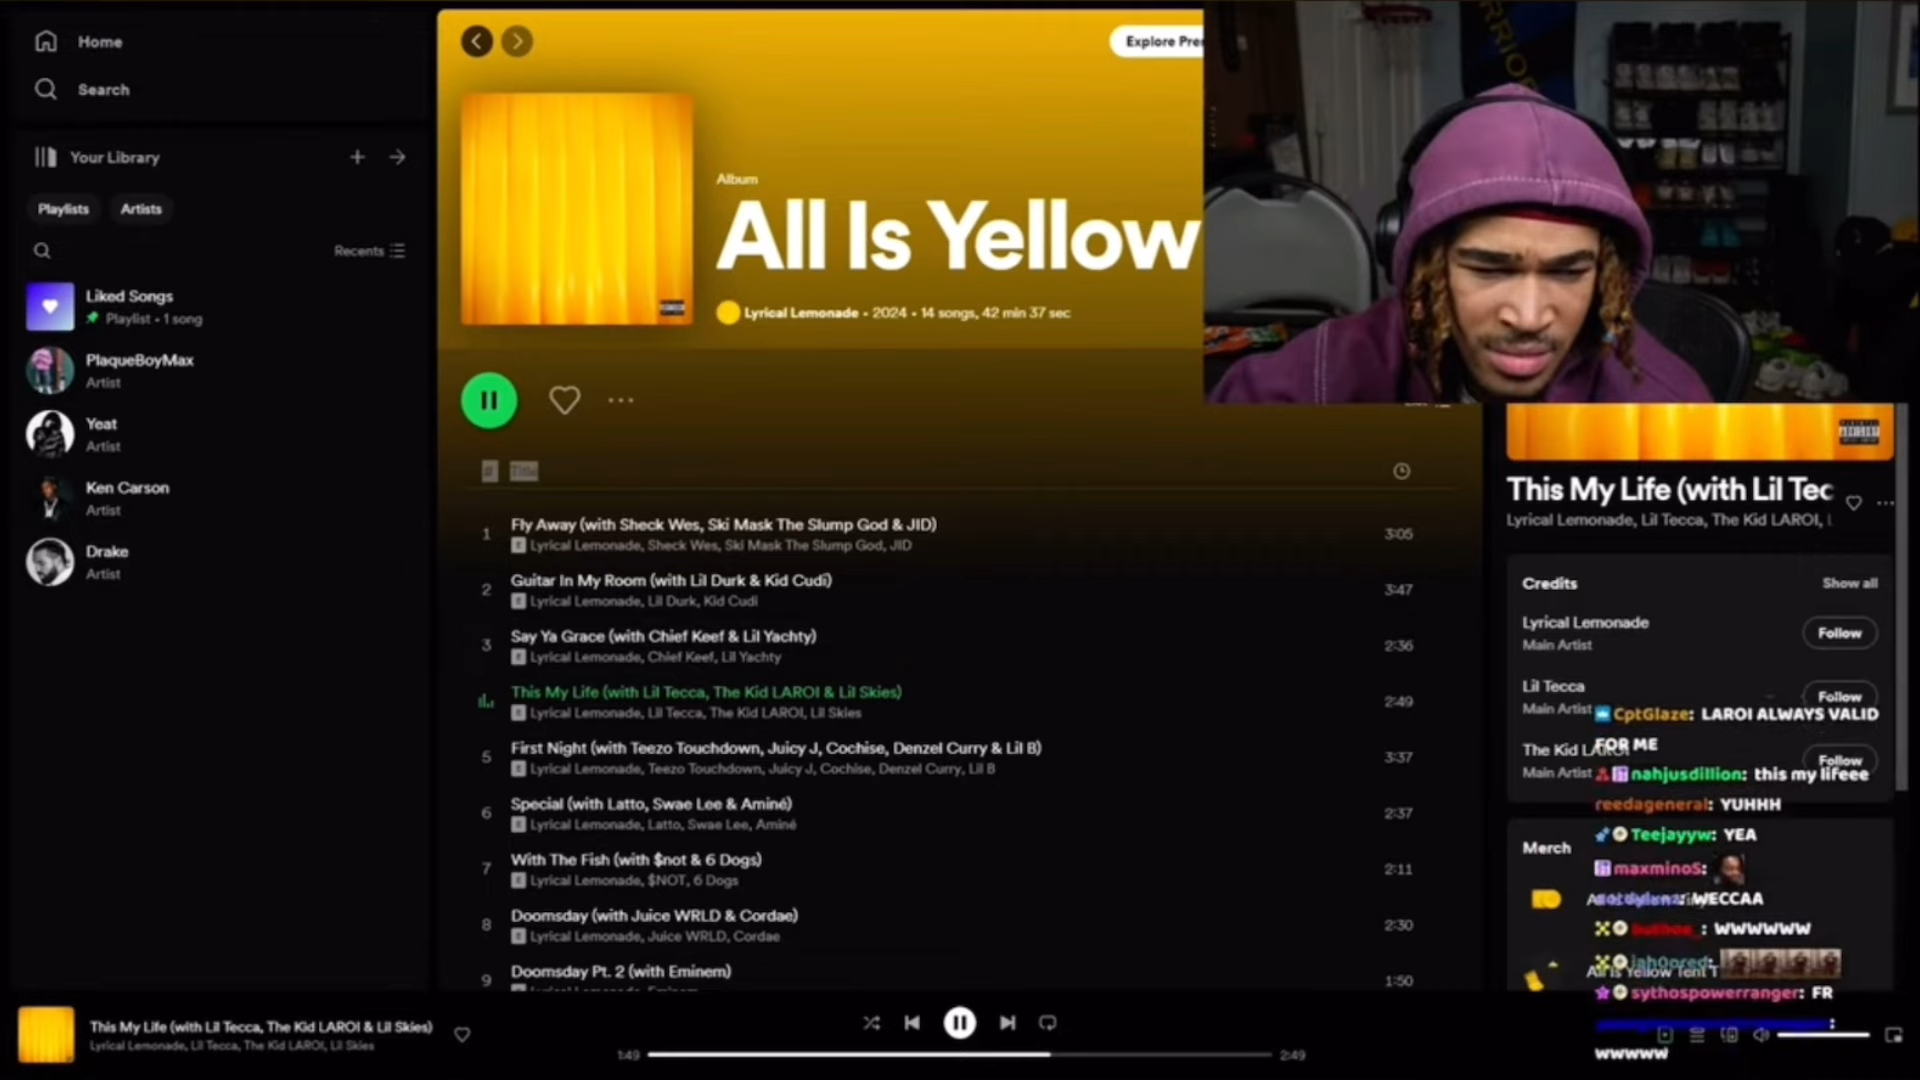 Home
Search
Your Library
Playlists
Artists
Recents
Liked Songs
Playlist • 1 song
PlaqueBoyMax
Artist
Yeat
Artist
Ken Carson
Artist
Drake
Artist
Explore
Album
All Is Yellow
Lyrical Lemonade • 2024 • 14 songs, 42 min 37 sec
# Title
1 Fly Away (with Sheck Wes, Ski Mask The Slump God & JID) 3:05
E Lyrical Lemonade, Sheck Wes, Ski Mask The Slump God, JID
2 Guitar In My Room (with Lil Durk & Kid Cudi) 3:47
E Lyrical Lemonade, Lil Durk, Kid Cudi
3 Say Ya Grace (with Chief Keef & Lil Yachty) 2:36
E Lyrical Lemonade, Chief Keef, Lil Yachty
This My Life (with Lil Tecca, The Kid LAROI & Lil Skies) 2:49
E Lyrical Lemonade, Lil Tecca, The Kid LAROI, Lil Skies
5 First Night (with Teezo Touchdown, Juicy J, Cochise, Denzel Curry & Lil B) 3:37
E Lyrical Lemonade, Teezo Touchdown, Juicy J, Cochise, Denzel Curry, Lil B
6 Special (with Latto, Swae Lee & Aminé) 2:37
E Lyrical Lemonade, Latto, Swae Lee, Aminé
7 With The Fish (with $not & 6 Dogs) 2:11
E Lyrical Lemonade, $NOT, 6 Dogs
8 Doomsday (with Juice WRLD & Cordae) 2:30
E Lyrical Lemonade, Juice WRLD, Cordae
9 Doomsday Pt. 2 (with Eminem) 1:50
This My Life (with Lil Tec
Lyrical Lemonade, Lil Tecca, The Kid LAROI, L
Credits Show all
Lyrical Lemonade
Main Artist
Follow
Lil Tecca
Main Artist
Follow
The Kid LAROI
Main Artist
Follow
Merch
CptGlaze: LAROI ALWAYS VALID
FOR ME
nahjusdillion: this my lifeee
reedageneral: YUHHH
Teejayyw: YEA
maxminoS:
WECCAA
: WWWWWW
All Is Yellow Tent T
sythospowerranger: FR
:
wwwww
This My Life (with Lil Tecca, The Kid LAROI & Lil Skies)
Lyrical Lemonade, Lil Tecca, The Kid LAROI, Lil Skies
1:49
2:49